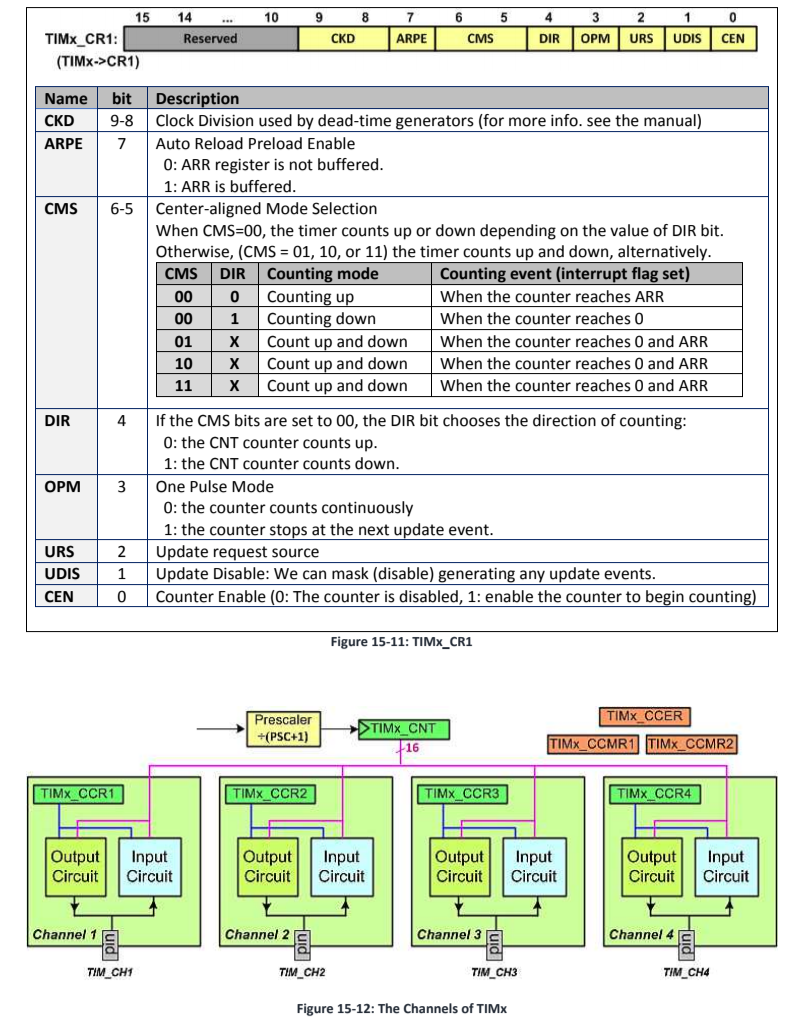 15 14 ... 10 9 8 7 6 5 4 3 2 1 0
TIMx_CR1: Reserved CKD ARPE CMS DIR OPM URS UDIS CEN
(TIMx->CR1)
Name bit Description
CKD 9-8 Clock Division used by dead-time generators (for more info. see the manual)
ARPE 7 Auto Reload Preload Enable
0: ARR register is not buffered.
1: ARR is buffered.
CMS 6-5 Center-aligned Mode Selection
When CMS=00, the timer counts up or down depending on the value of DIR bit.
Otherwise, (CMS = 01, 10, or 11) the timer counts up and down, alternatively.
CMS DIR Counting mode Counting event (interrupt flag set)
00 0 Counting up When the counter reaches ARR
00 1 Counting down When the counter reaches 0
01 X Count up and down When the counter reaches 0 and ARR
10 X Count up and down When the counter reaches 0 and ARR
11 X Count up and down When the counter reaches 0 and ARR
DIR 4 If the CMS bits are set to 00, the DIR bit chooses the direction of counting:
0: the CNT counter counts up.
1: the CNT counter counts down.
OPM 3 One Pulse Mode
0: the counter counts continuously
1: the counter stops at the next update event.
URS 2 Update request source
UDIS 1 Update Disable: We can mask (disable) generating any update events.
CEN 0 Counter Enable (0: The counter is disabled, 1: enable the counter to begin counting)
Figure 15-11: TIMx_CR1
Prescaler
÷(PSC+1)
TIMx_CNT
16
TIMx_CCER
TIMx_CCMR1 TIMx_CCMR2
TIMx_CCR1 TIMx_CCR2 TIMx_CCR3 TIMx_CCR4
Output Input Output Input Output Input Output Input
Circuit Circuit Circuit Circuit Circuit Circuit Circuit Circuit
Channel 1 pin Channel 2 pin Channel 3 pin Channel 4 pin
TIM_CH1 TIM_CH2 TIM_CH3 TIM_CH4
Figure 15-12: The Channels of TIMx